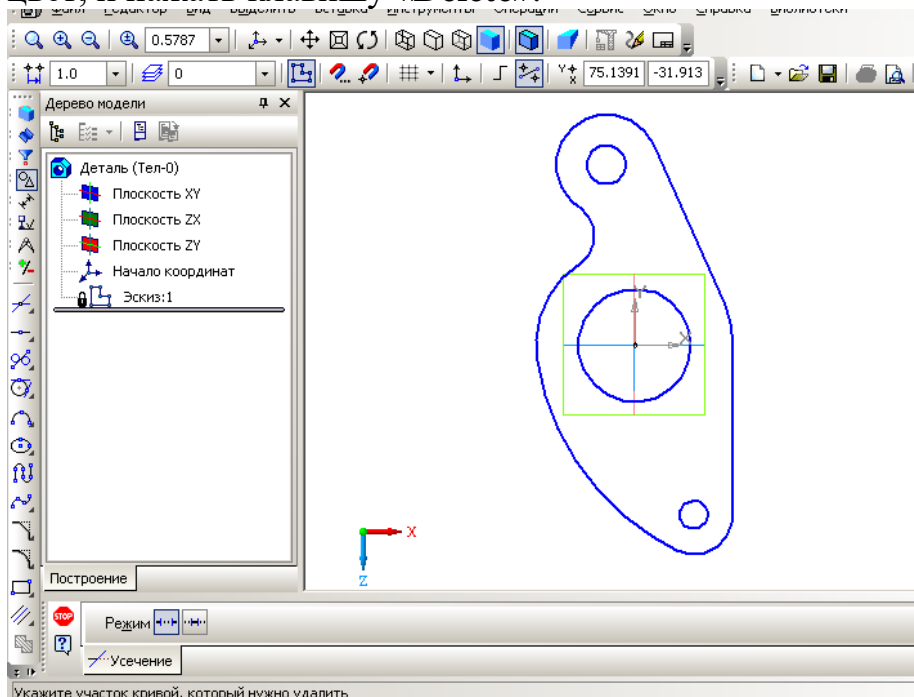 Файл Редактор Вид Выделить Вставка Инструменты Операции Сервис Окно Справка Библиотеки
0.5787
1.0 0 Y X 75.1391 -31.913
Дерево модели
Деталь (Тел-0)
Плоскость XY
Плоскость ZX
Плоскость ZY
Начало координат
Эскиз:1
Y
X
X
Z
Построение
STOP Режим
Усечение
Укажите участок кривой, который нужно удалить